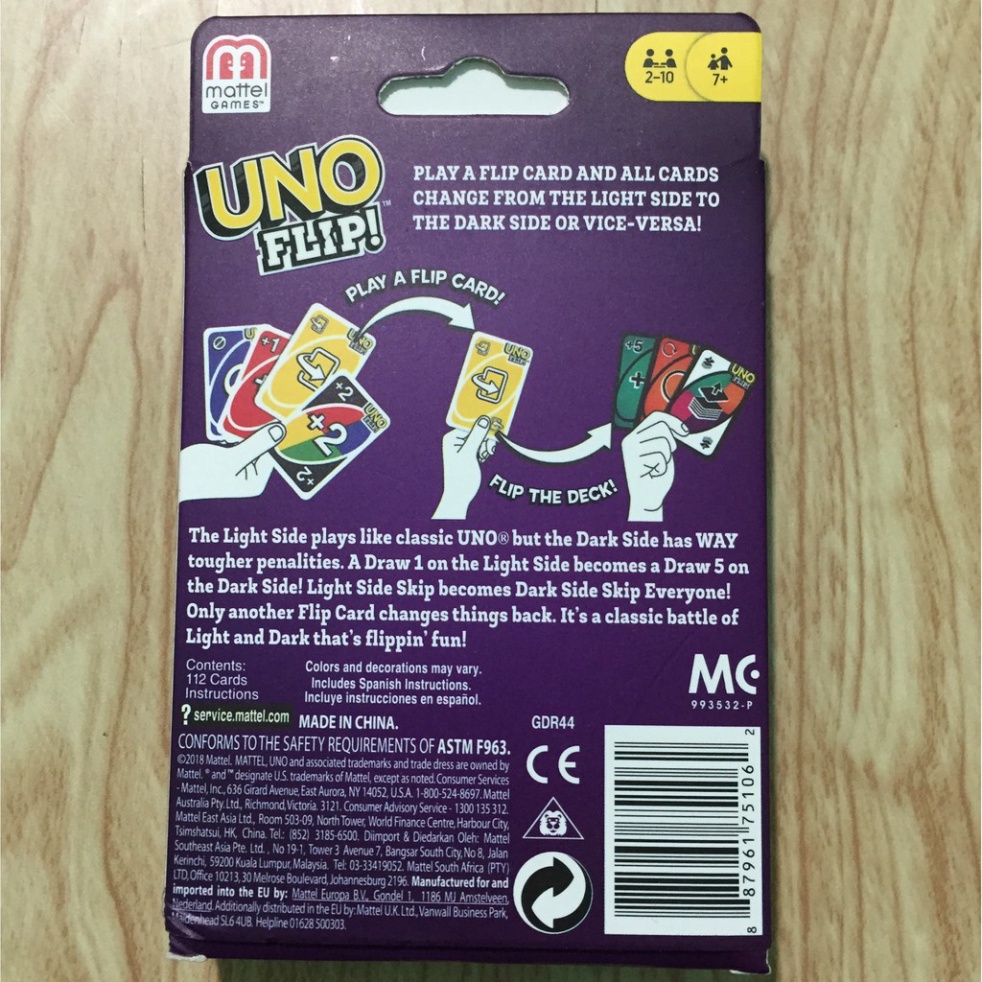 mattel
GAMES™
2-10
7+
UNO
FLIP!™
PLAY A FLIP CARD AND ALL CARDS
CHANGE FROM THE LIGHT SIDE TO
THE DARK SIDE OR VICE-VERSA!
PLAY A FLIP CARD!
+1
UNO
FLIP!
+2
UNO
+2
+2
UNO
FLIP!
+5
UNO
FLIP!
FLIP THE DECK!
The Light Side plays like classic UNO® but the Dark Side has WAY
tougher penalities. A Draw 1 on the Light Side becomes a Draw 5 on
the Dark Side! Light Side Skip becomes Dark Side Skip Everyone!
Only another Flip Card changes things back. It's a classic battle of
Light and Dark that's flippin' fun!
Contents:
112 Cards
Instructions
Colors and decorations may vary.
Includes Spanish Instructions.
Incluye instrucciones en español.
MC
993532-P
? service.mattel.com MADE IN CHINA.
GDR44
CONFORMS TO THE SAFETY REQUIREMENTS OF ASTM F963.
©2018 Mattel. MATTEL, UNO and associated trademarks and trade dress are owned by
Mattel. ® and ™ designate U.S. trademarks of Mattel, except as noted. Consumer Services
- Mattel, Inc., 636 Girard Avenue, East Aurora, NY 14052, U.S.A. 1-800-524-8697. Mattel
Australia Pty. Ltd., Richmond, Victoria. 3121. Consumer Advisory Service - 1300 135 312.
Mattel East Asia Ltd., Room 503-09, North Tower, World Finance Centre, Harbour City,
Tsimshatsui, HK, China. Tel.: (852) 3185-6500. Diimport & Diedarkan Oleh: Mattel
Southeast Asia Pte. Ltd., No 19-1, Tower 3 Avenue 7, Bangsar South City, No 8, Jalan
Kerinchi, 59200 Kuala Lumpur, Malaysia. Tel: 03-33419052. Mattel South Africa (PTY)
LTD, Office 10213, 30 Melrose Boulevard, Johannesburg 2196. Manufactured for and
imported into the EU by: Mattel Europa B.V., Gondel 1, 1186 MJ Amstelveen,
Nederland. Additionally distributed in the EU by: Mattel U.K. Ltd., Vanwall Business Park,
Maidenhead SL6 4UB. Helpline 01628 500303.
CE
8 87961 75106 2